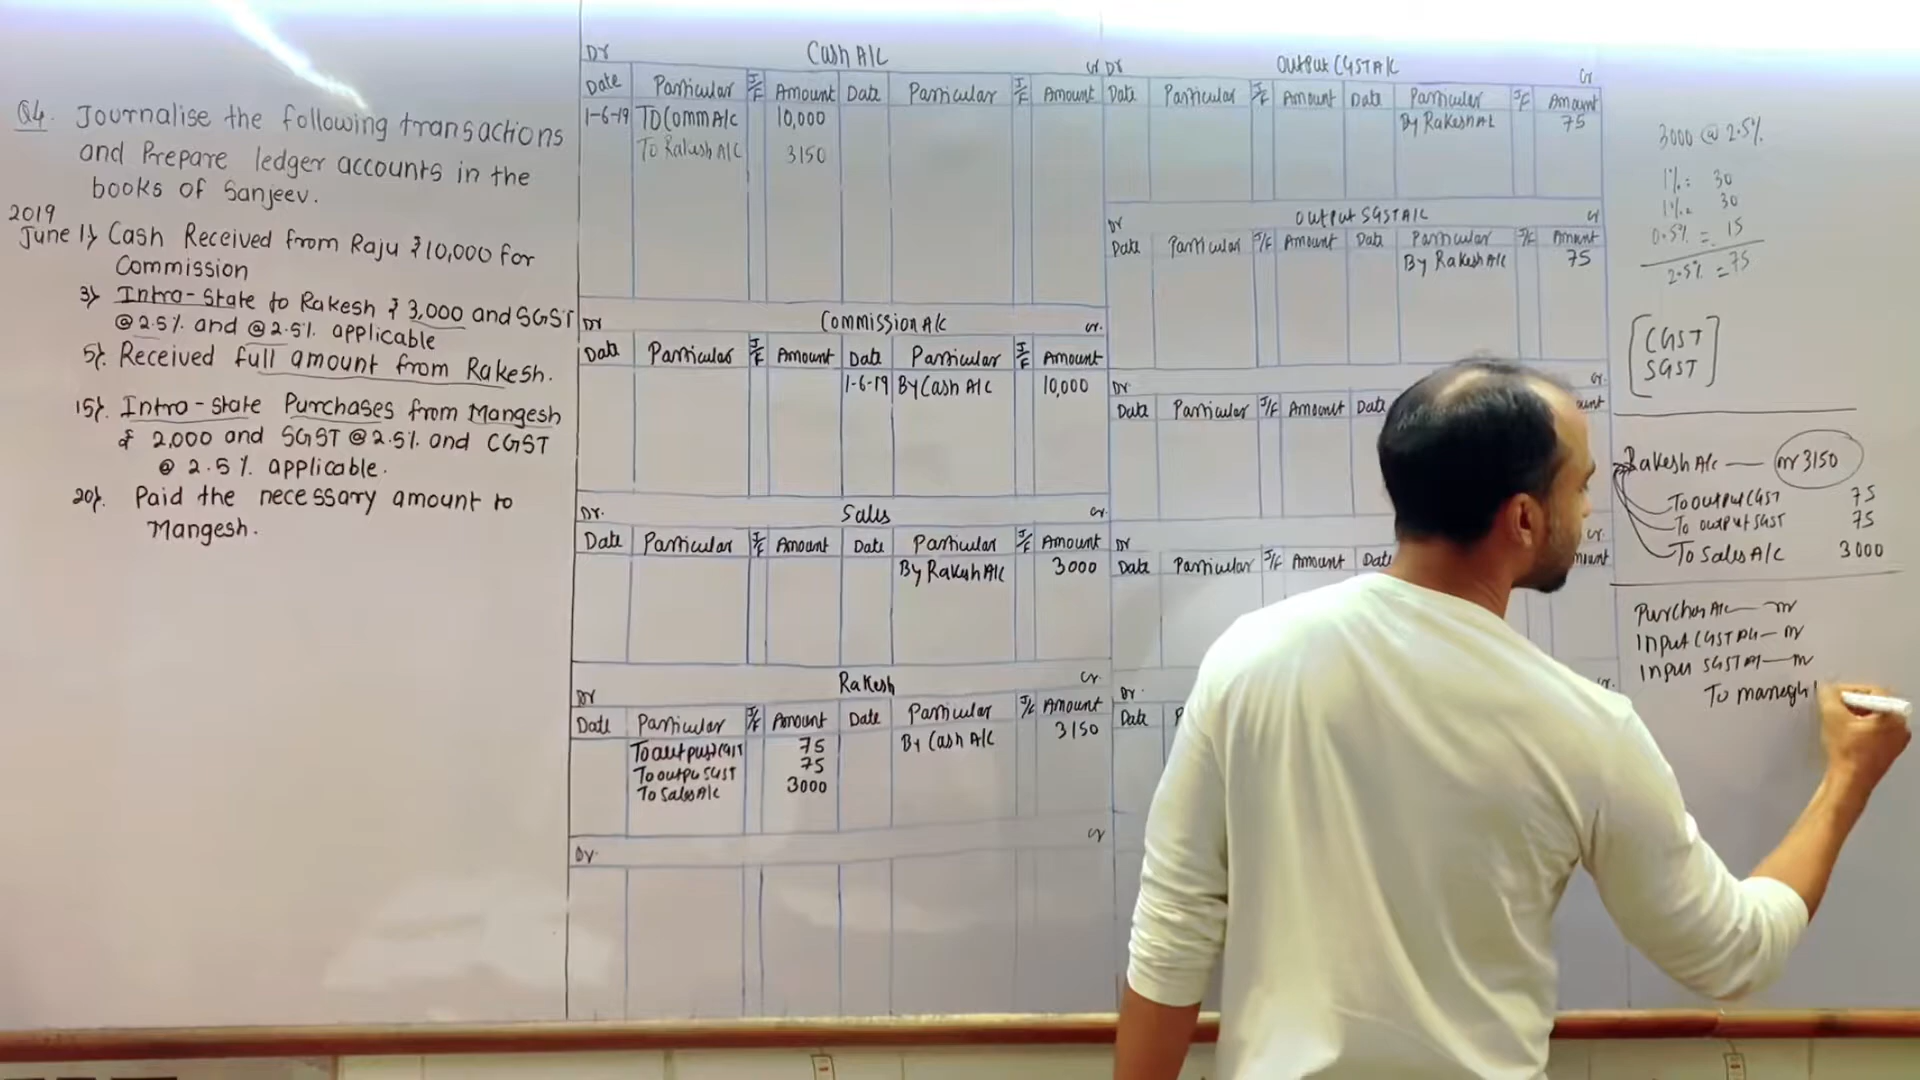 Q4. Journalise the following transactions
and Prepare ledger accounts in the
books of Sanjeev.
2019
June 1) Cash Received from Raju ₹10,000 for
Commission
3) Intro-State to Rakesh ₹ 3,000 and SGST
@2.5% and @2.5% applicable
5) Received full amount from Rakesh.
15) Intro-State Purchases from Mangesh
₹ 2,000 and SGST @2.5% and CGST
@ 2.5% applicable.
20) Paid the necessary amount to
Mangesh.
Dr Cash A/C Cr
Date Particular J/F Amount Date Particular J/F Amount
1-6-19 TO Comm A/c 10,000
To Rakesh A/C 3150
Dr Commission A/c Cr.
Date Particular J/F Amount Date Particular J/F Amount
1-6-19 By Cash A/C 10,000
Dr. Sales Cr.
Date Particular J/F Amount Date Particular J/F Amount
By Rakesh A/c 3000
Dr Rakesh Cr.
Date Particular J/F Amount Date Particular J/F Amount
To output CGST 75 By Cash A/C 3150
To outpu SGST 75
To Sales A/c 3000
Dr. Cr
Dr Output CGST A/C Cr
Date Particular J/F Amount Date Particular J/F Amount
By Rakesh A/c 75
Dr Output SGST A/C Cr
Date Particular J/F Amount Date Particular J/F Amount
By Rakesh A/c 75
Dr. Cr.
Date Particular J/F Amount Date
Dr Cr.
Date Particular J/F Amount Date
Dr. Cr.
Date
3000 @ 2.5%
1% = 30
1% = 30
0.5% = 15
2.5% = 75
CGST
SGST
Rakesh A/c — Dr 3150
To output CGST 75
To output SGST 75
To Sales A/c 3000
Purchas A/c — Dr
Input CGST A/c — Dr
Input SGST A/c — Dr